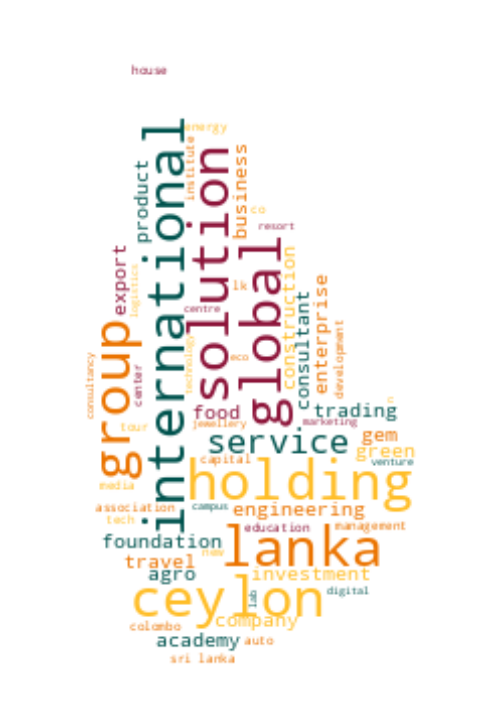 house
energy
institute
international
product
solution
business
co
resort
export
logistics
global
construction
lk
consultant
enterprise
centre
group
development
technology
consultancy
eco
center
food
c
trading
marketing
jewellery
tour
service
gem
green
capital
venture
holding
media
association
campus
engineering
tech
education
management
lanka
foundation
new
travel
agro
investment
ceylon
lab
digital
company
colombo
academy
auto
sri lanka